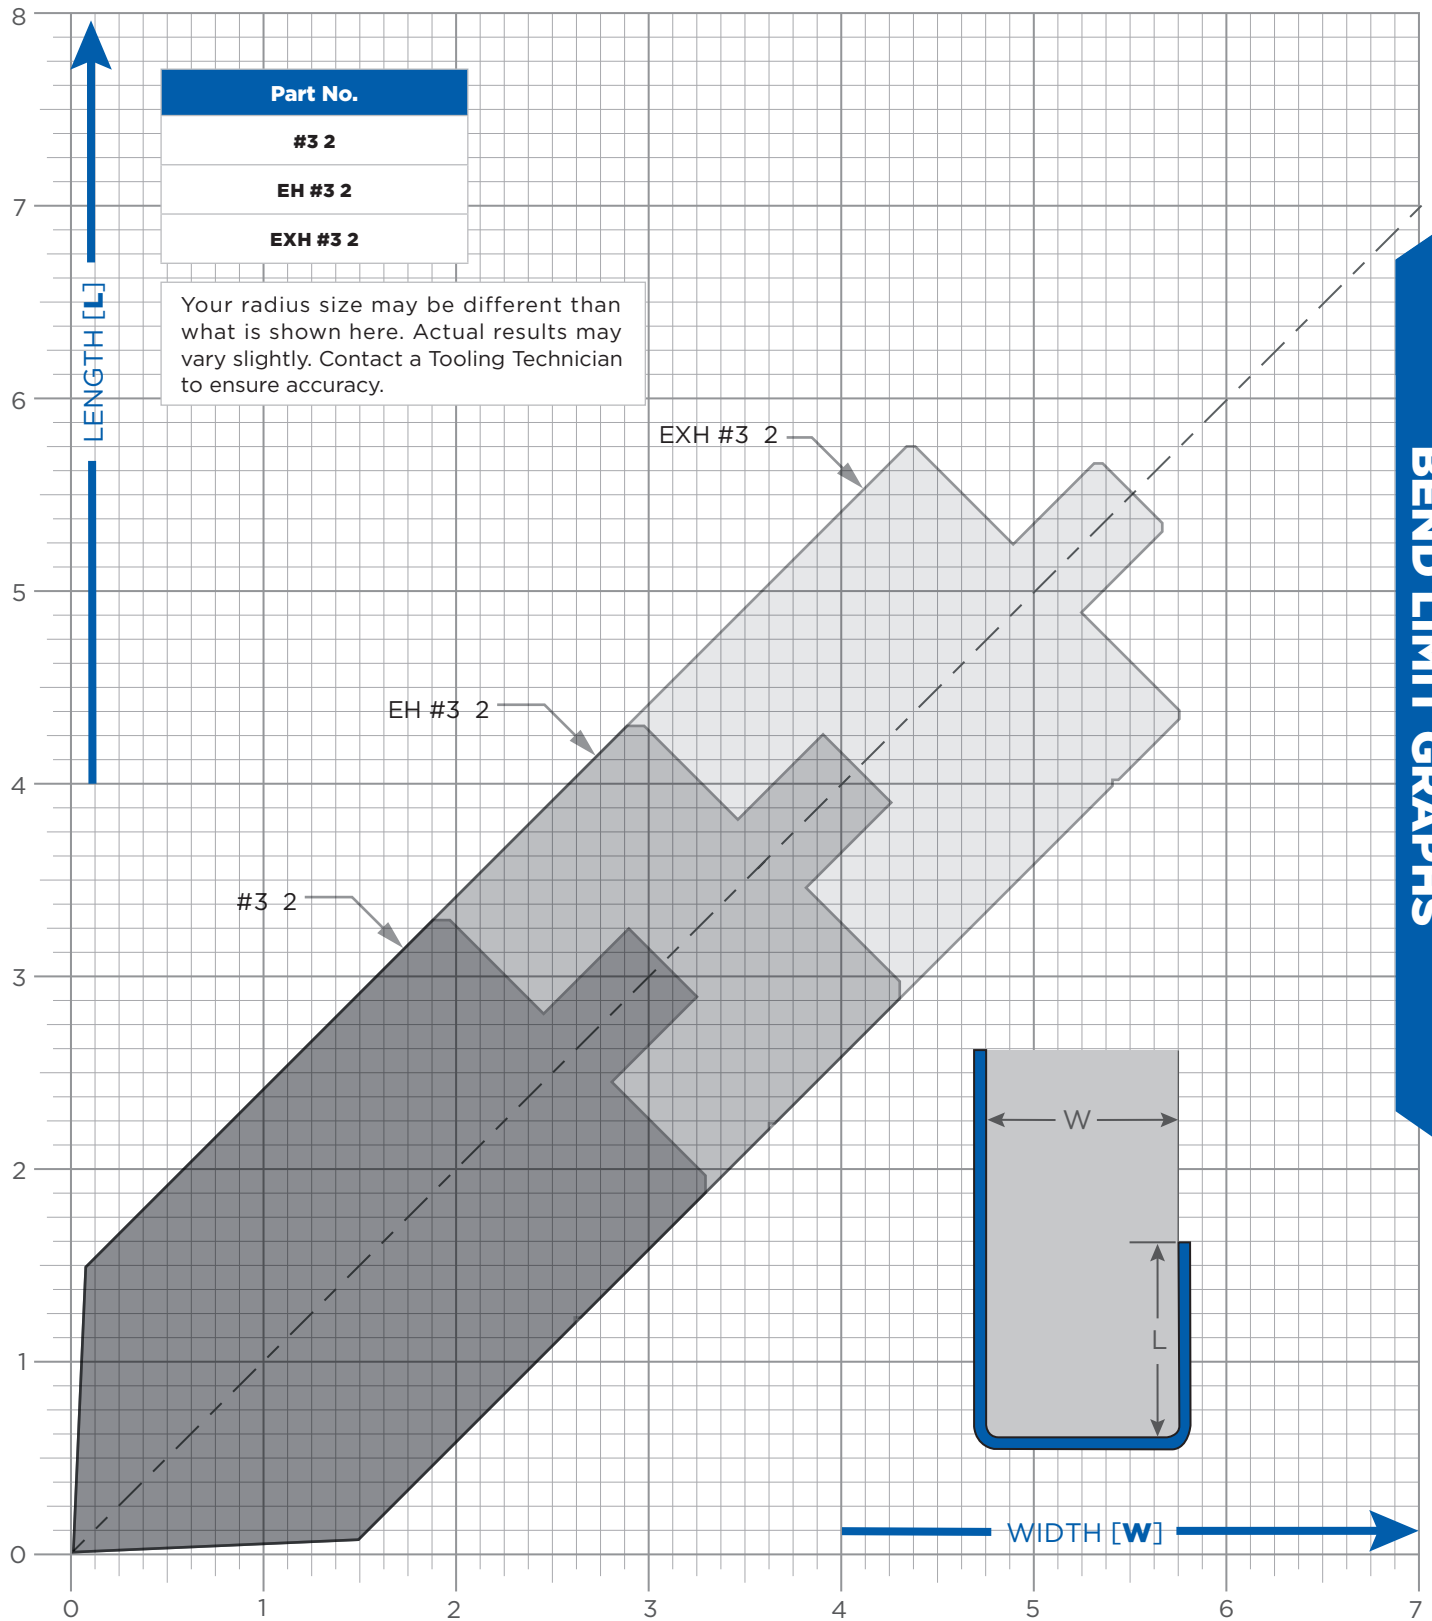 8
7
6
5
4
3
2
1
0
LENGTH [L]
Part No.
#3 2
EH #3 2
EXH #3 2
Your radius size may be different than
what is shown here. Actual results may
vary slightly. Contact a Tooling Technician
to ensure accuracy.
EXH #3 2
EH #3 2
#3 2
BEND LIMIT GRAPHS
W
L
WIDTH [W]
0 1 2 3 4 5 6 7